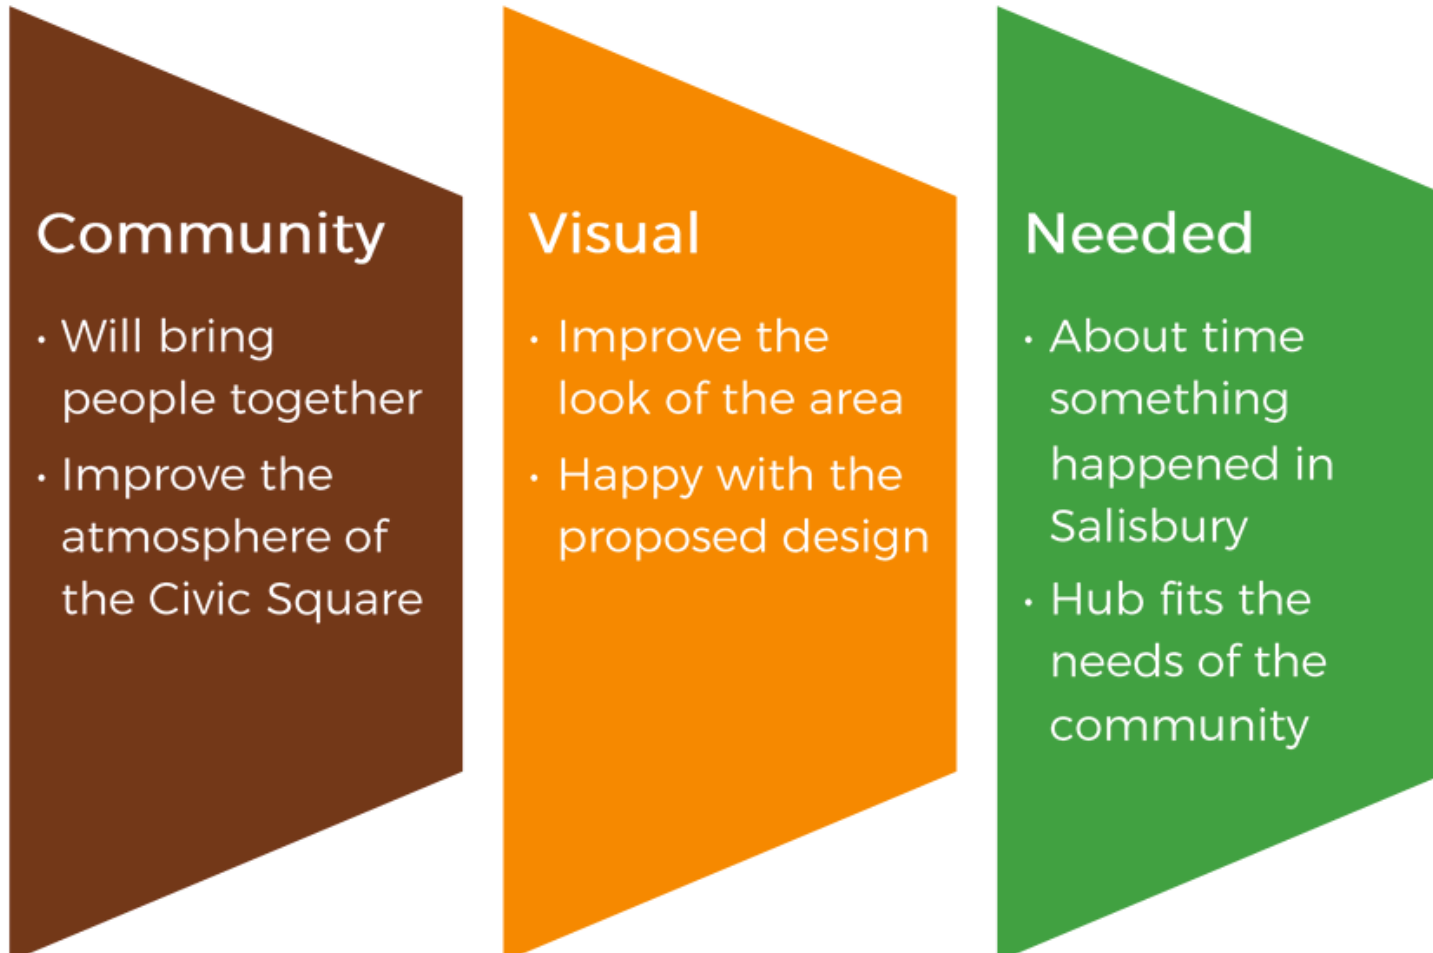 Community
· Will bring
people together
· Improve the
atmosphere of
the Civic Square
Visual
· Improve the
look of the area
· Happy with the
proposed design
Needed
· About time
something
happened in
Salisbury
· Hub fits the
needs of the
community